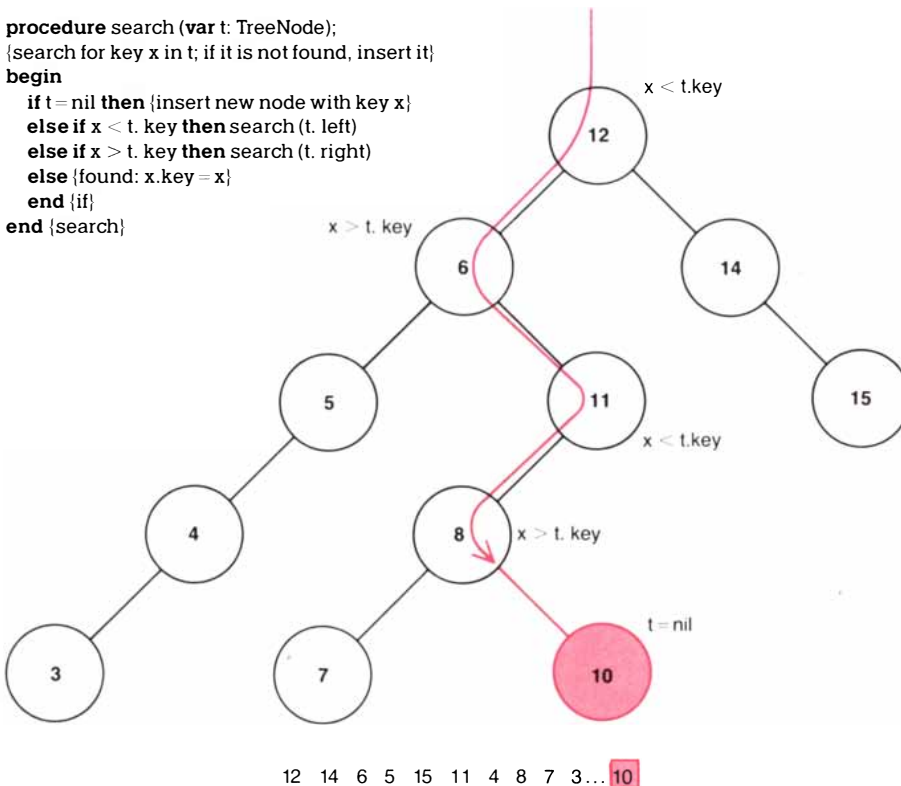 procedure search (var t: TreeNode);
{search for key x in t; if it is not found, insert it}
begin
if t = nil then {insert new node with key x}
else if x < t. key then search (t. left)
else if x > t. key then search (t. right)
else {found: x.key = x}
end {if}
end {search}
x < t.key
12
x > t. key
6
14
5
11
15
x < t.key
4
8
x > t. key
t = nil
3
7
10
12 14 6 5 15 11 4 8 7 3... 10